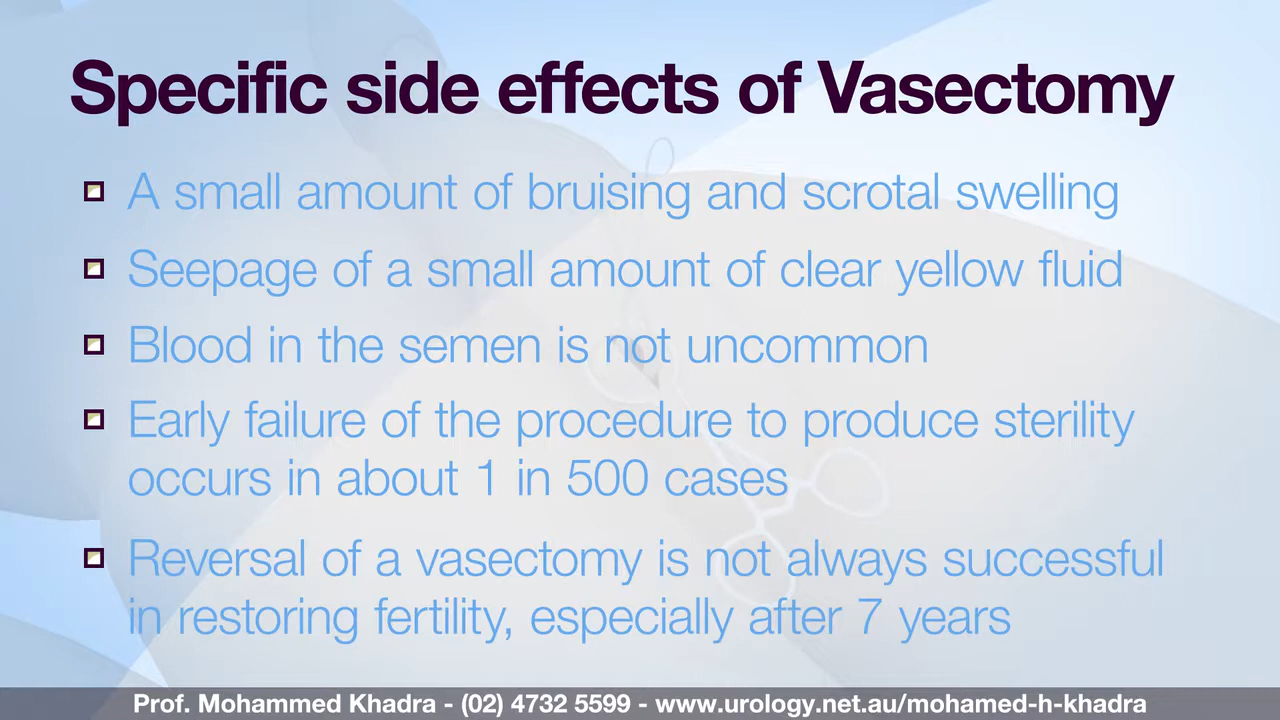 Specific side effects of Vasectomy
A small amount of bruising and scrotal swelling
Seepage of a small amount of clear yellow fluid
Blood in the semen is not uncommon
Early failure of the procedure to produce sterility
occurs in about 1 in 500 cases
Reversal of a vasectomy is not always successful
in restoring fertility, especially after 7 years
Prof. Mohammed Khadra - (02) 4732 5599 - www.urology.net.au/mohamed-h-khadra